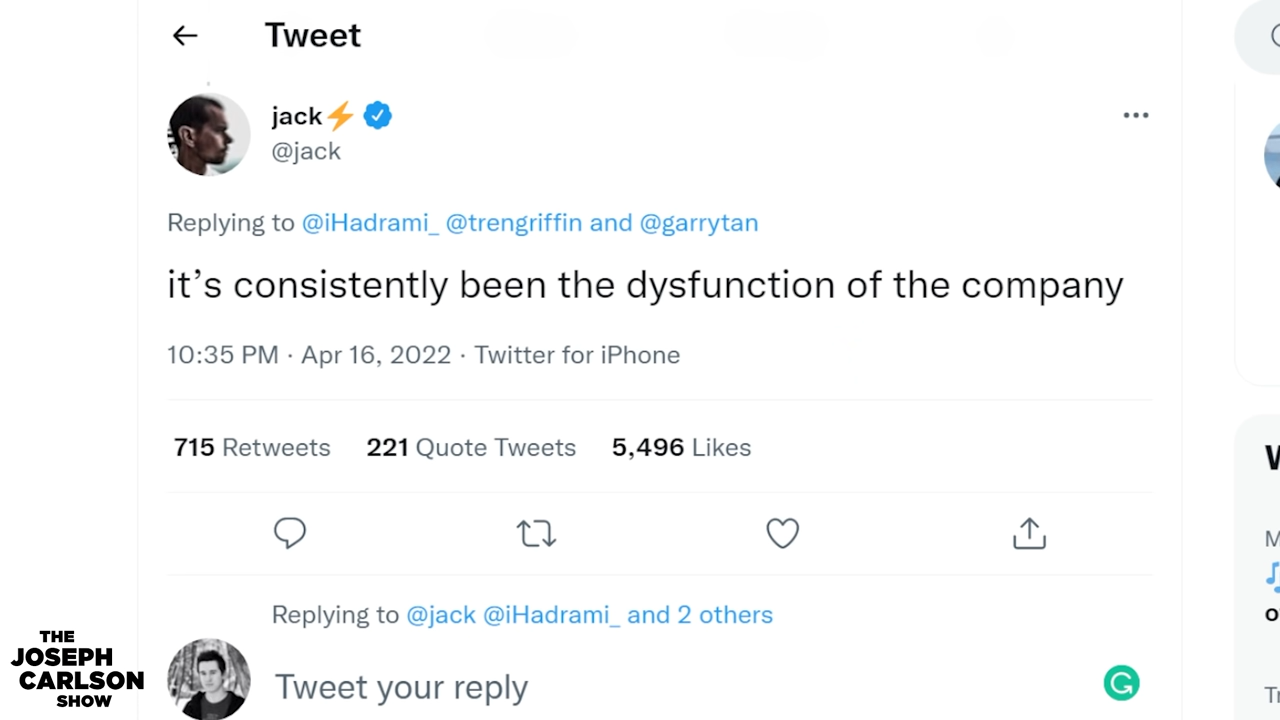 Tweet
jack⚡
@jack
Replying to @iHadrami_ @trengriffin and @garrytan
it’s consistently been the dysfunction of the company
10:35 PM · Apr 16, 2022 · Twitter for iPhone
715 Retweets 221 Quote Tweets 5,496 Likes
Replying to @jack @iHadrami_ and 2 others
Tweet your reply
THE
JOSEPH
CARLSON
SHOW